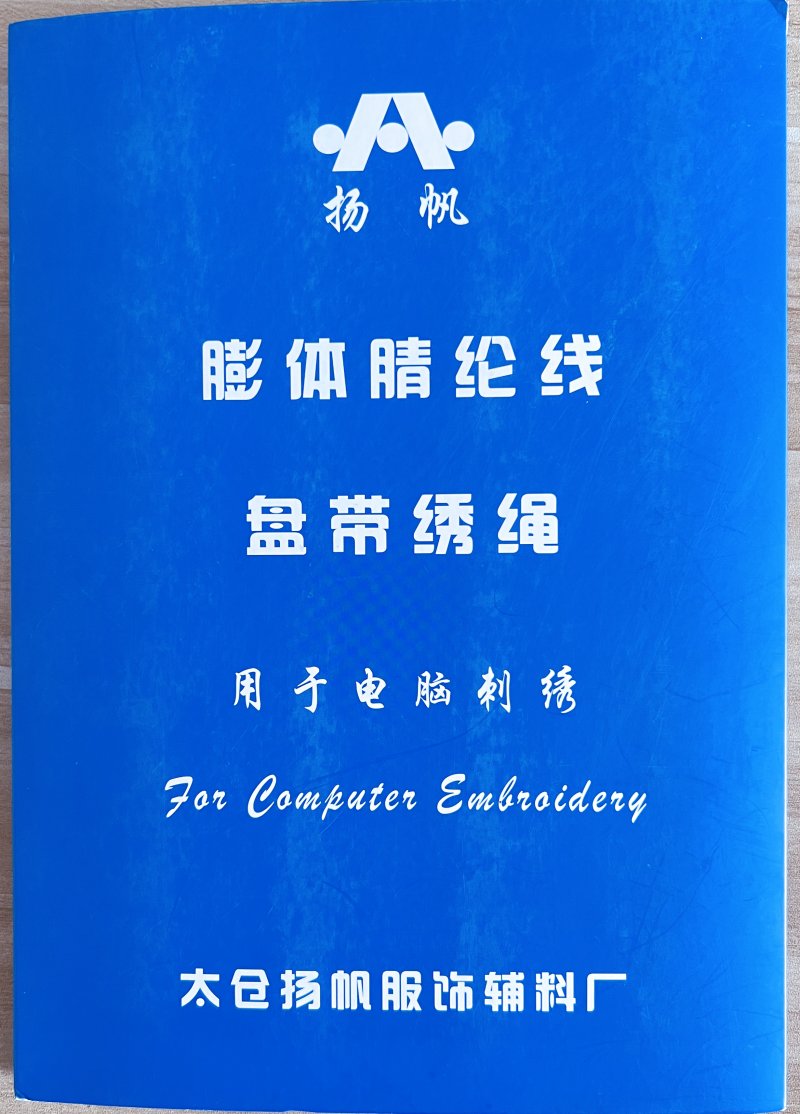 扬帆
膨体腈纶线
盘带绣绳
用于电脑刺绣
For Computer Embroidery
太仓扬帆服饰辅料厂